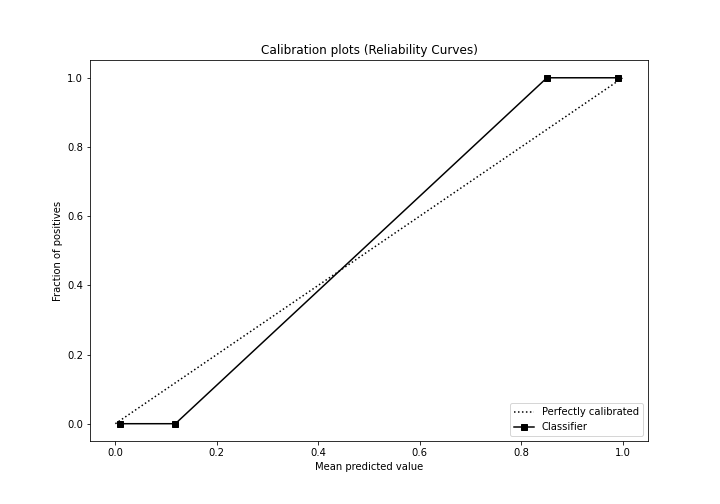 Calibration plots (Reliability Curves)
1.0
0.8
0.6
0.4
0.2
0.0
Fraction of positives
0.0 0.2 0.4 0.6 0.8 1.0
Mean predicted value
Perfectly calibrated
Classifier